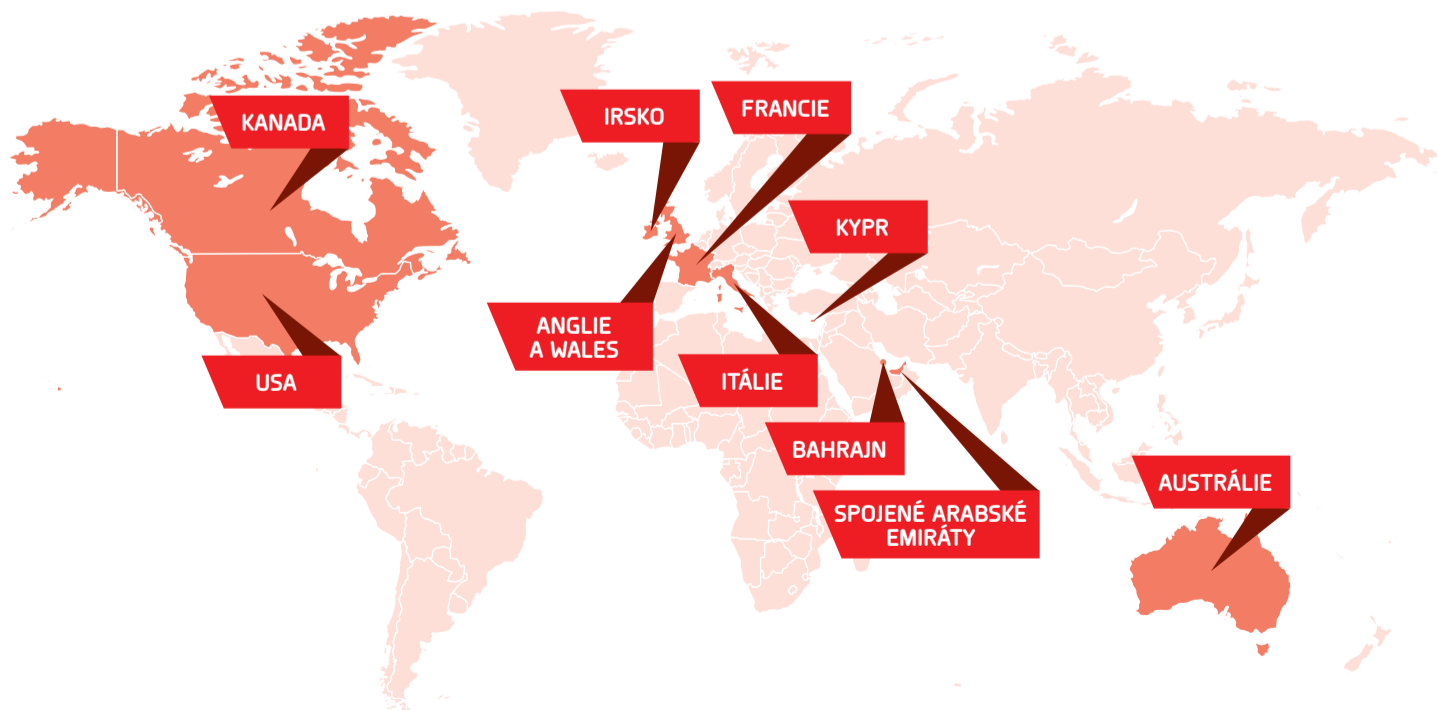 KANADA
IRSKO
FRANCIE
KYPR
ANGLIE
A WALES
USA
ITÁLIE
BAHRAJN
AUSTRÁLIE
SPOJENÉ ARABSKÉ
EMIRÁTY